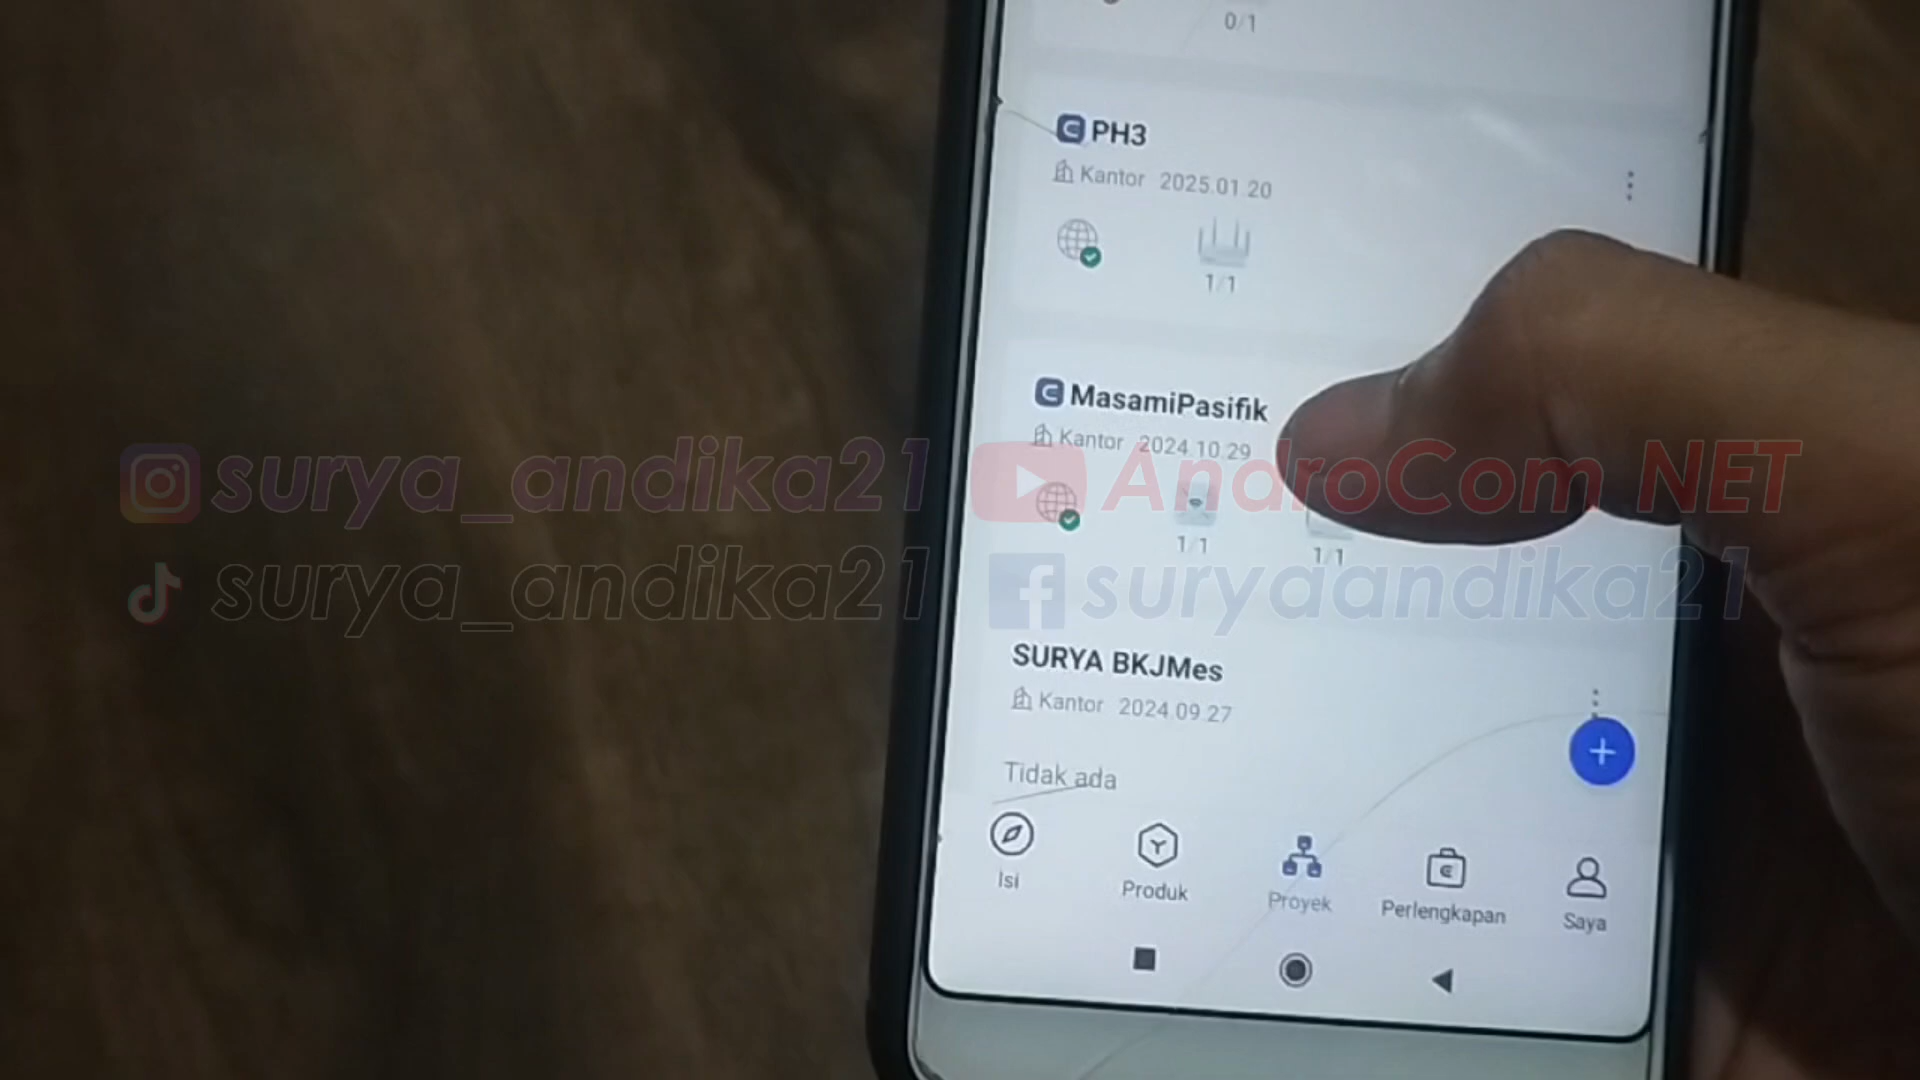 0/1
PH3
Kantor 2025.01.20
1/1
MasamiPasifik
Kantor 2024.10.29
1/1
1/1
surya_andika21
AndroCom NET
surya_andika21
suryaandika21
SURYA BKJMes
Kantor 2024.09.27
Tidak ada
Isi
Produk
Proyek
Perlengkapan
Saya